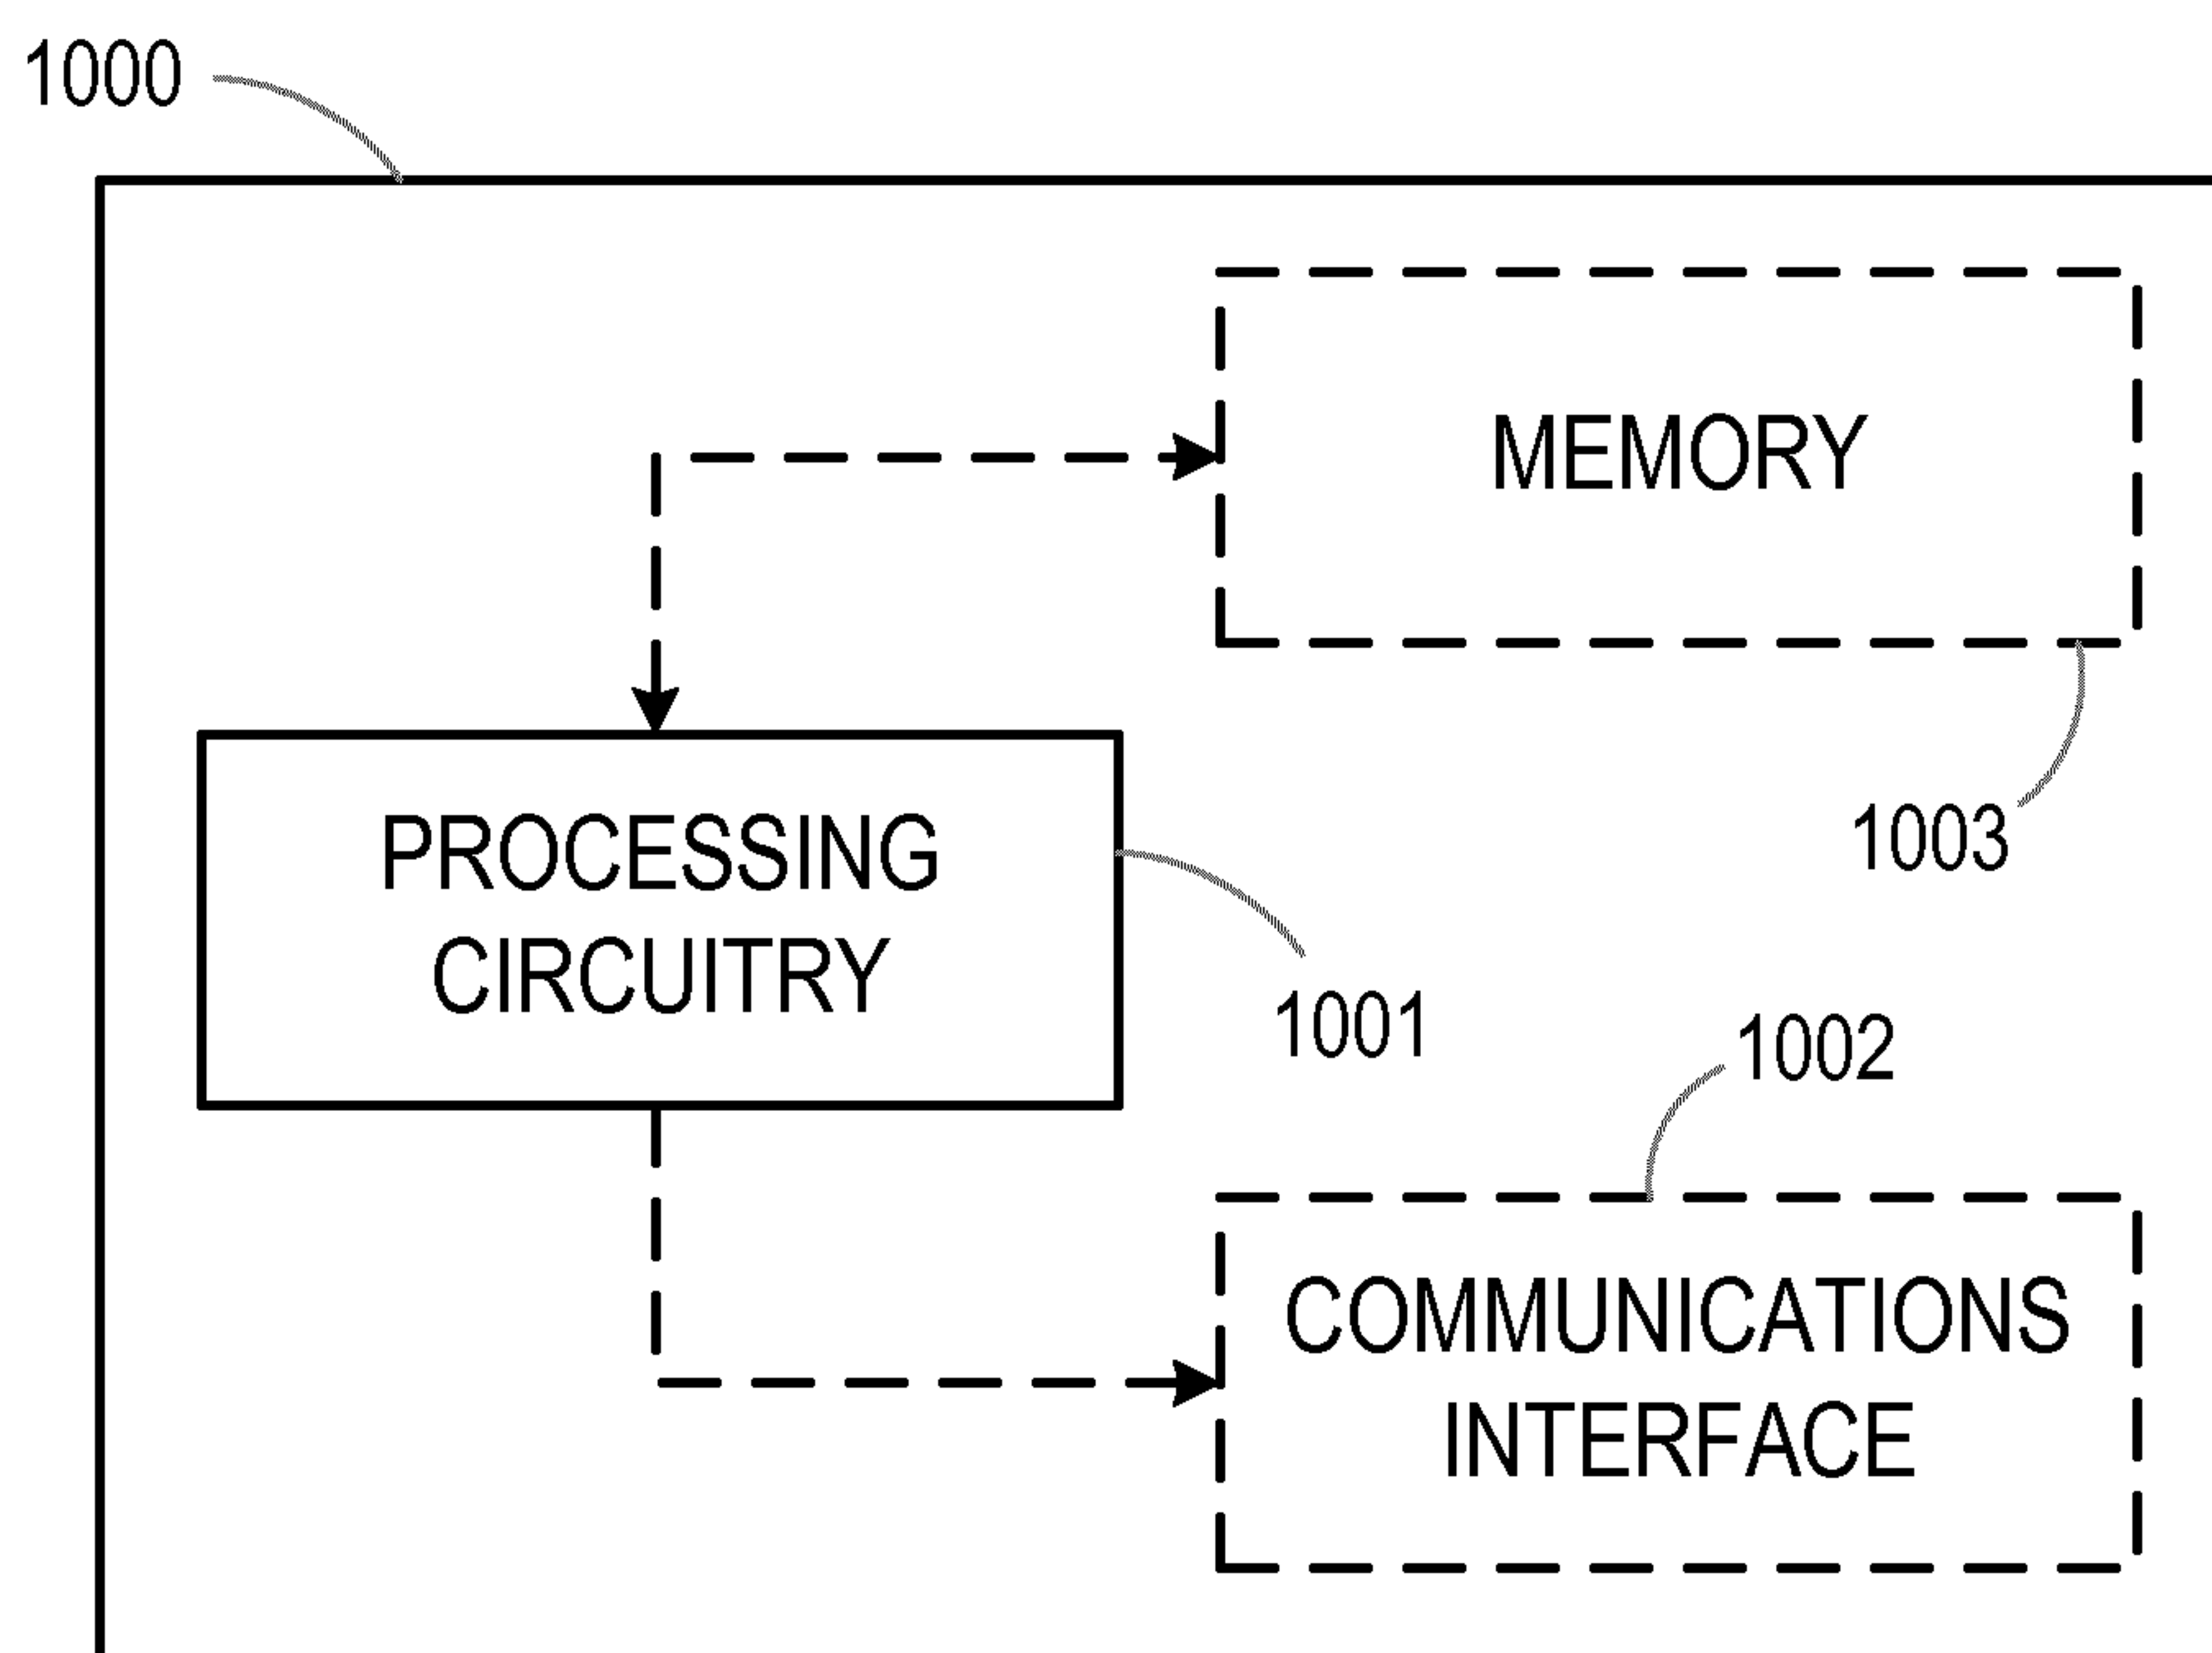 1000
MEMORY
1003
PROCESSING
CIRCUITRY
1001
1002
COMMUNICATIONS
INTERFACE